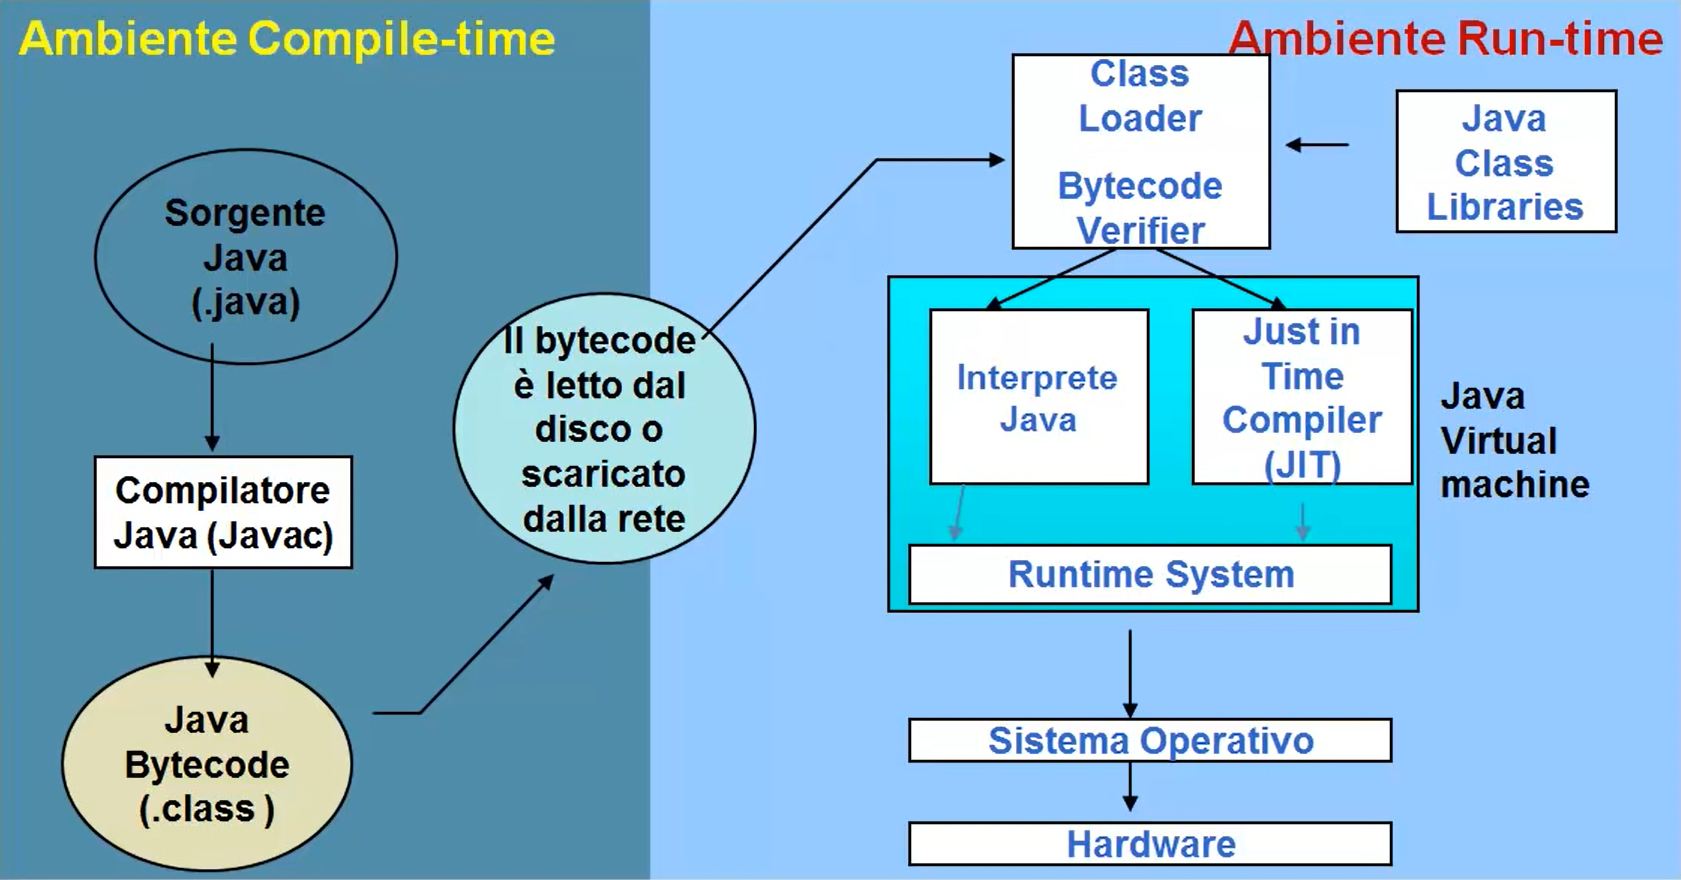 Ambiente Compile-time
Sorgente
Java
(.java)
Compilatore
Java (Javac)
Java
Bytecode
(.class )
Il bytecode
è letto dal
disco o
scaricato
dalla rete
Ambiente Run-time
Class
Loader
Bytecode
Verifier
Java
Class
Libraries
Interprete
Java
Just in
Time
Compiler
(JIT)
Java
Virtual
machine
Runtime System
Sistema Operativo
Hardware